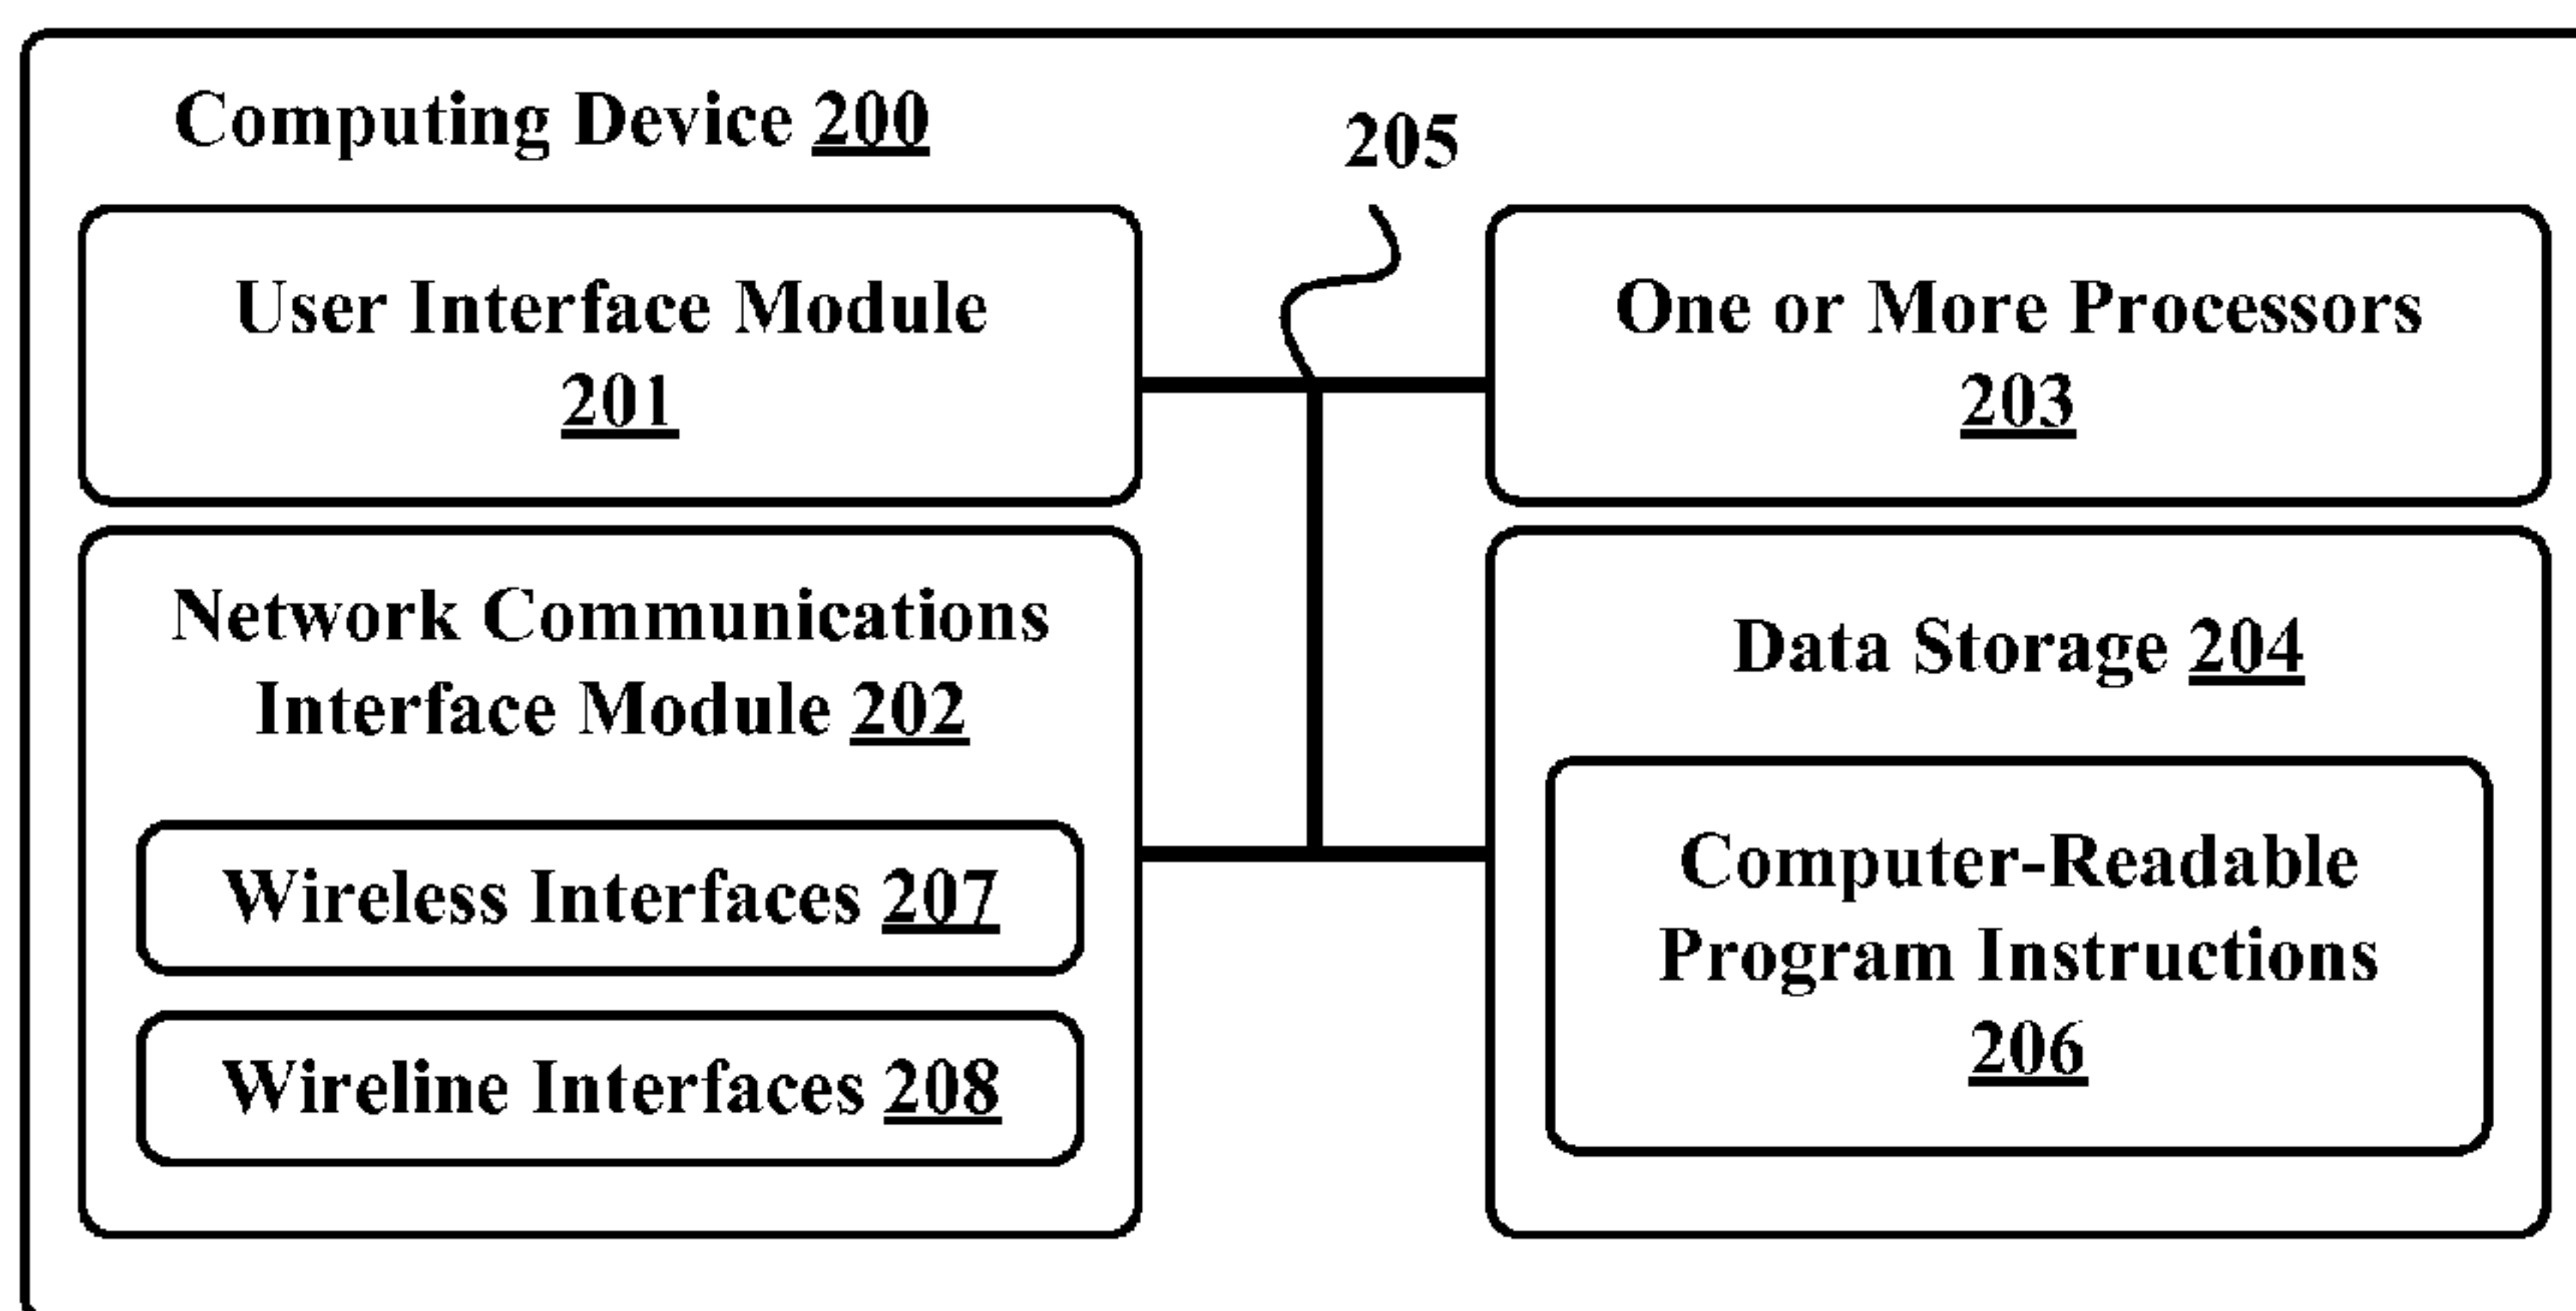 Computing Device 200
205
User Interface Module
201
One or More Processors
203
Network Communications
Interface Module 202
Wireless Interfaces 207
Wireline Interfaces 208
Data Storage 204
Computer-Readable
Program Instructions
206